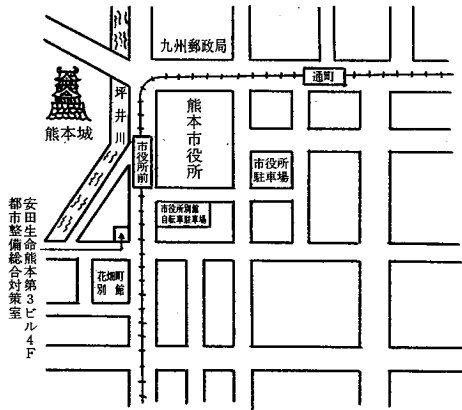 九州郵政局
通町
坪井川
熊本城
市役所前
熊本市役所
市役所
駐車場
市役所別館
自転車駐車場
花畑町
別館
安田生命熊本第3ビル4F
都市整備総合対策室